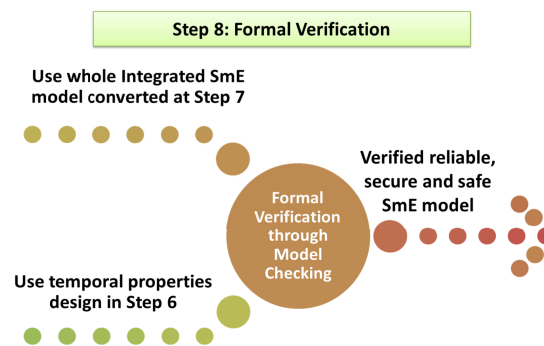 Step 8: Formal Verification
Use whole Integrated SmE
model converted at Step 7
Verified reliable,
secure and safe
SmE model
Formal
Verification
through
Model
Checking
Use temporal properties
design in Step 6